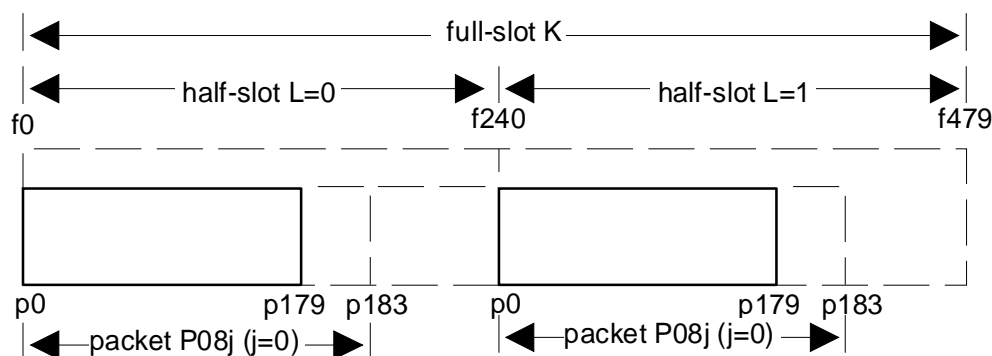 full-slot K
half-slot L=0 half-slot L=1
f0 f240 f479
p0 p179 p183 p0 p179 p183
packet P08j (j=0) packet P08j (j=0)